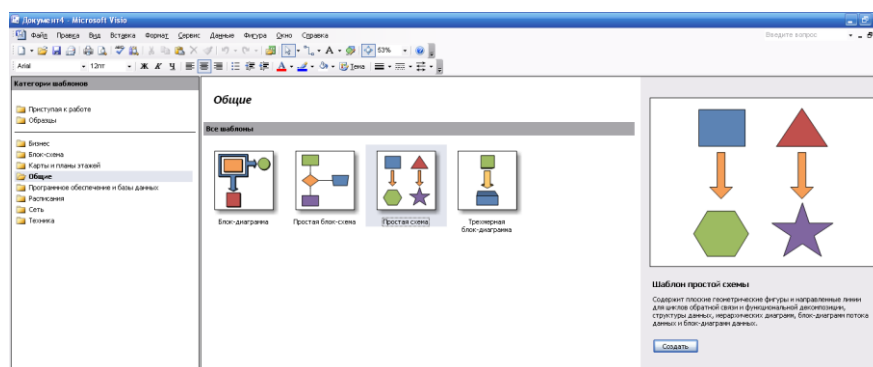 Документ4 - Microsoft Visio
Файл Правка Вид Вставка Формат Сервис Данные Фигура Окно Справка
Введите вопрос
53%
Arial 12пт Ж К Ч Тема
Категории шаблонов
Приступая к работе
Образцы
Бизнес
Блок-схема
Карты и планы этажей
Общие
Программное обеспечение и базы данных
Расписания
Сеть
Техника
Общие
Все шаблоны
Блок-диаграмма
Простая блок-схема
Простая схема
Трехмерная
блок-диаграмма
Шаблон простой схемы
Содержит плоские геометрические фигуры и направленные линии
для циклов обратной связи и функциональной декомпозиции,
структуры данных, иерархических диаграмм, блок-диаграмм потока
данных и блок-диаграмм данных.
Создать